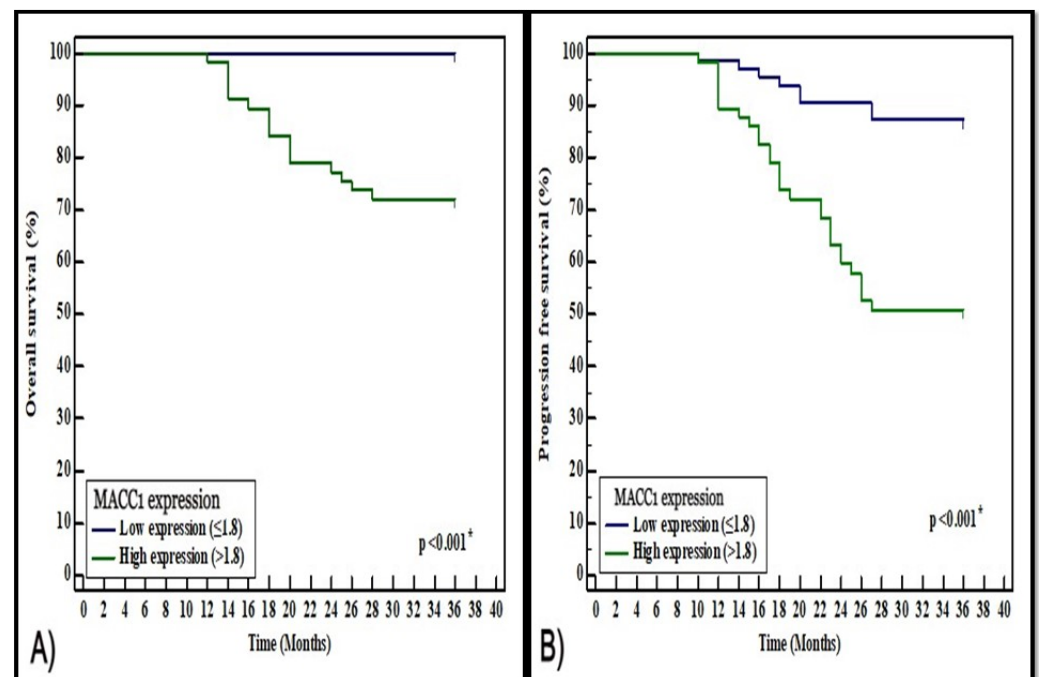 Overall survival (%)
100
90
80
70
60
50
40
30
20
10
0
MACC1 expression
Low expression (≤1.8)
High expression (>1.8)
p <0.001*
0 2 4 6 8 10 12 14 16 18 20 22 24 26 28 30 32 34 36 38 40
Time (Months)
A)
Progression free survival (%)
100
90
80
70
60
50
40
30
20
10
0
MACC1 expression
Low expression (≤1.8)
High expression (>1.8)
p <0.001*
0 2 4 6 8 10 12 14 16 18 20 22 24 26 28 30 32 34 36 38 40
Time (Months)
B)